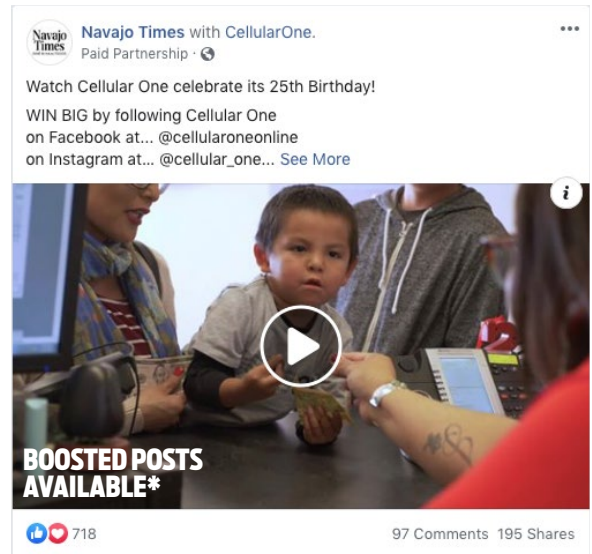 Navajo Times
Navajo Times with CellularOne.
Paid Partnership ·
Watch Cellular One celebrate its 25th Birthday!
WIN BIG by following Cellular One
on Facebook at... @cellularoneonline
on Instagram at... @cellular_one... See More
i
BOOSTED POSTS
AVAILABLE*
718
97 Comments 195 Shares